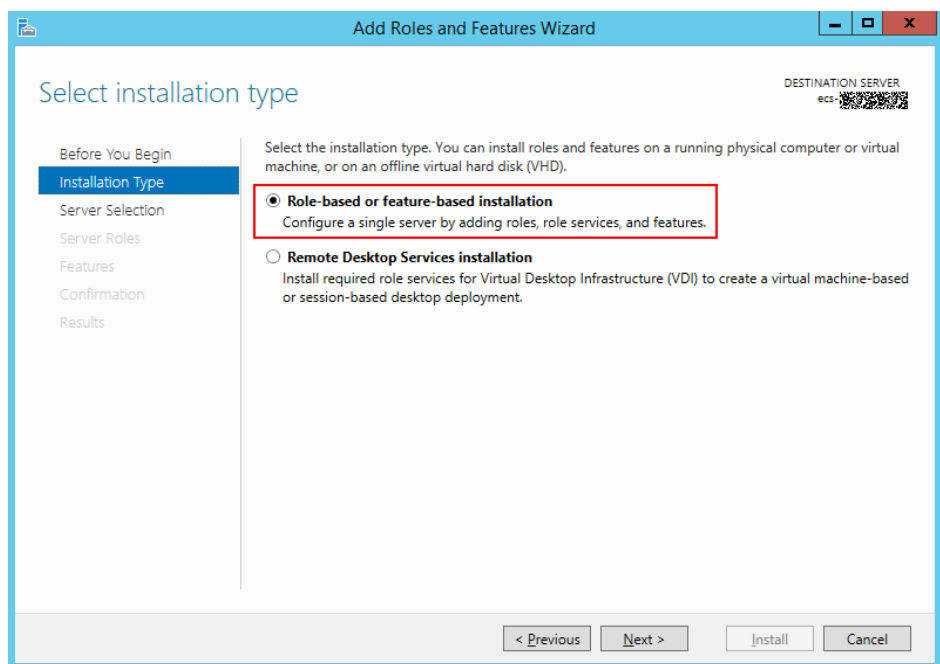 Add Roles and Features Wizard
Select installation type
DESTINATION SERVER
ecs-
Before You Begin
Installation Type
Server Selection
Server Roles
Features
Confirmation
Results
Select the installation type. You can install roles and features on a running physical computer or virtual
machine, or on an offline virtual hard disk (VHD).
Role-based or feature-based installation
Configure a single server by adding roles, role services, and features.
Remote Desktop Services installation
Install required role services for Virtual Desktop Infrastructure (VDI) to create a virtual machine-based
or session-based desktop deployment.
< Previous
Next >
Install
Cancel